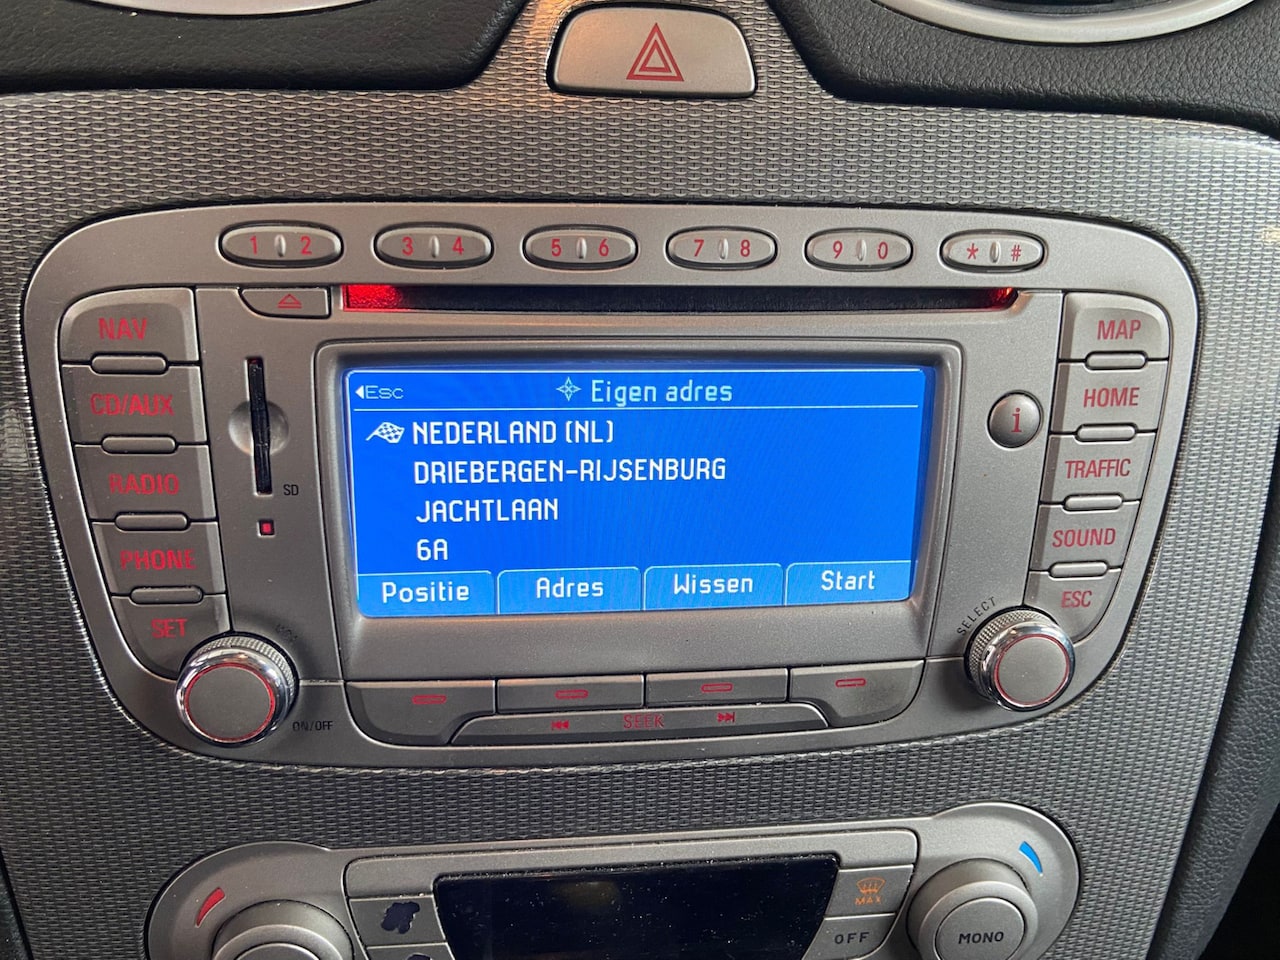 1 2 3 4 5 6 7 8 9 0 * #
NAV
CD/AUX
RADIO
PHONE
SET
SD
Esc Eigen adres
NEDERLAND (NL)
DRIEBERGEN-RIJSENBURG
JACHTLAAN
6A
Positie Adres Wissen Start
i
MAP
HOME
TRAFFIC
SOUND
ESC
SELECT
ON/OFF
SEEK
MAX
OFF
MONO